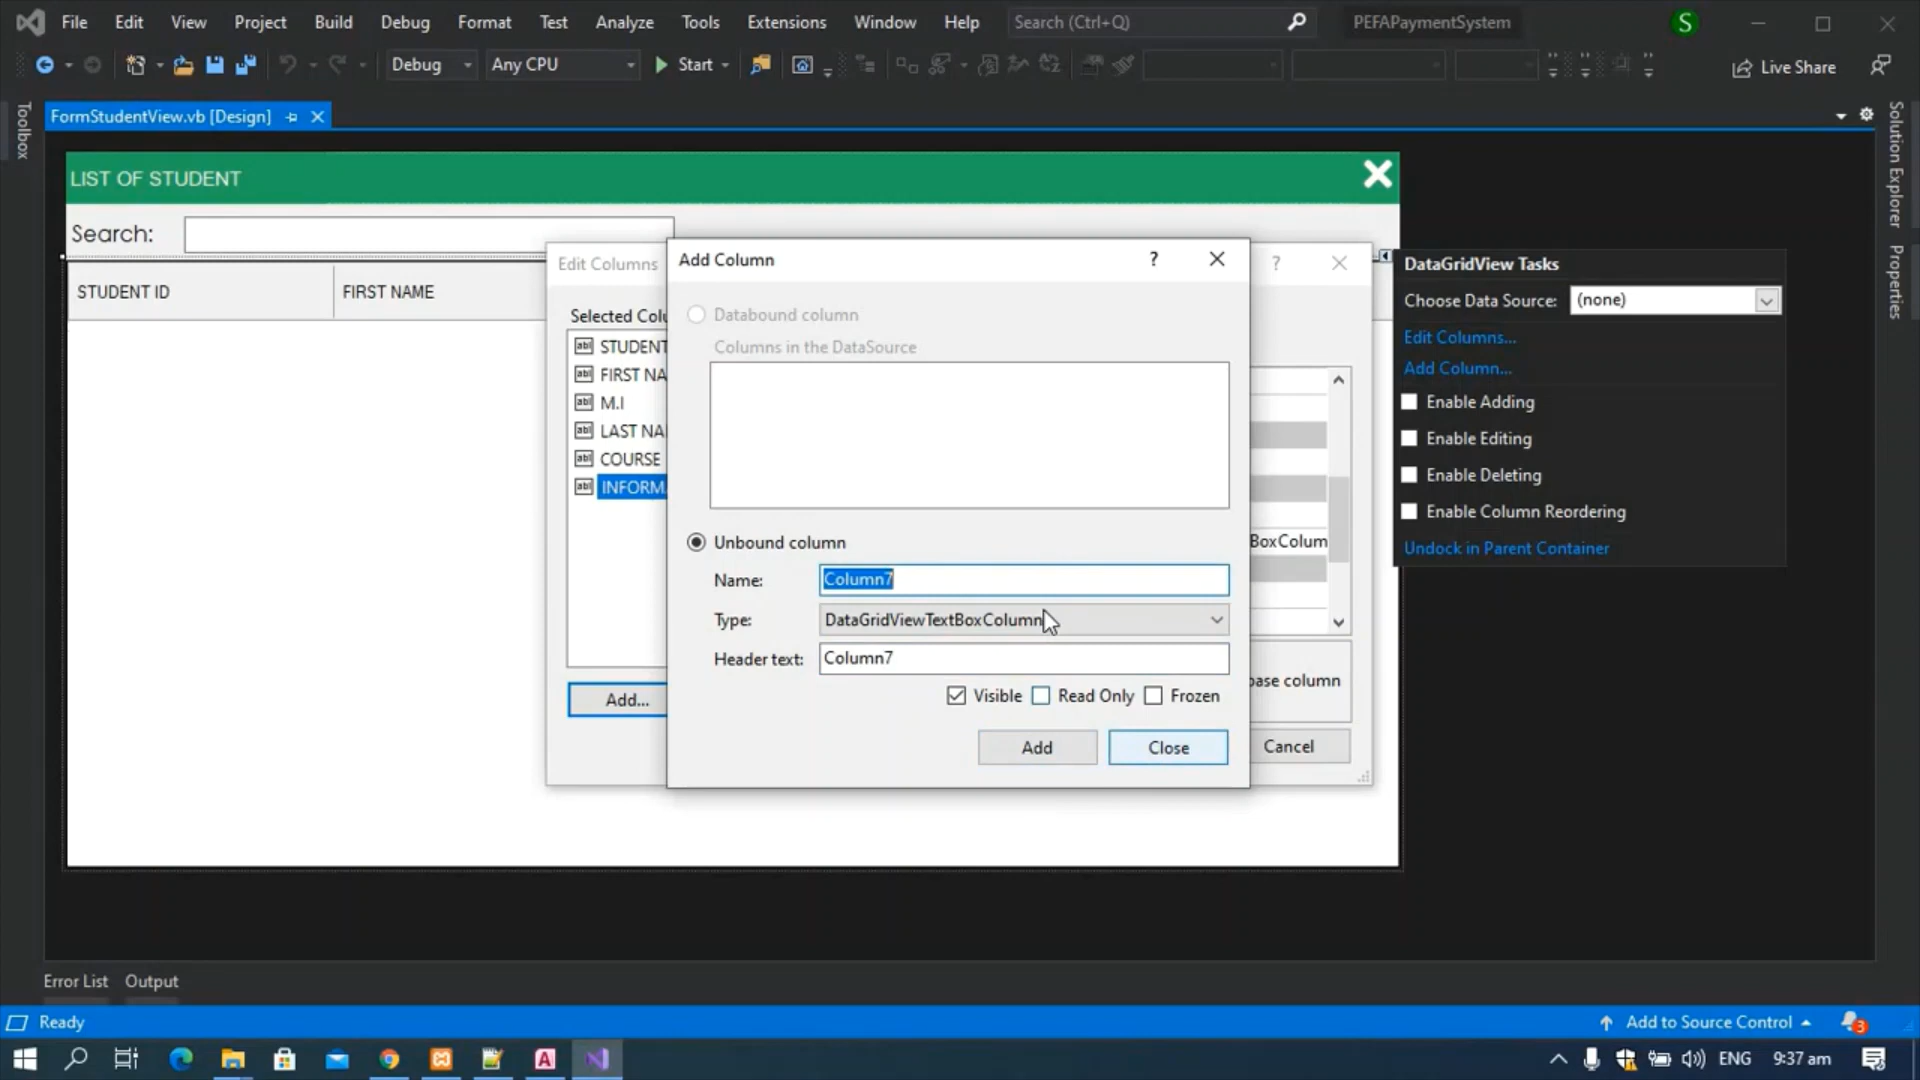 File Edit View Project Build Debug Format Test Analyze Tools Extensions Window Help Search (Ctrl+Q) PEFAPaymentSystem S
Debug Any CPU Start Live Share
Toolbox
FormStudentView.vb [Design]
Solution Explorer
Properties
LIST OF STUDENT
Search:
STUDENT ID FIRST NAME
Edit Columns ?
Selected Colu
STUDENT
FIRST NA
M.I
LAST NA
COURSE
INFORM
Add...
BoxColum
base column
Cancel
Add Column ?
Databound column
Columns in the DataSource
Unbound column
Name: Column7
Type: DataGridViewTextBoxColumn
Header text: Column7
Visible Read Only Frozen
Add Close
DataGridView Tasks
Choose Data Source: (none)
Edit Columns...
Add Column...
Enable Adding
Enable Editing
Enable Deleting
Enable Column Reordering
Undock in Parent Container
Error List Output
Ready Add to Source Control 3
ENG 9:37 am